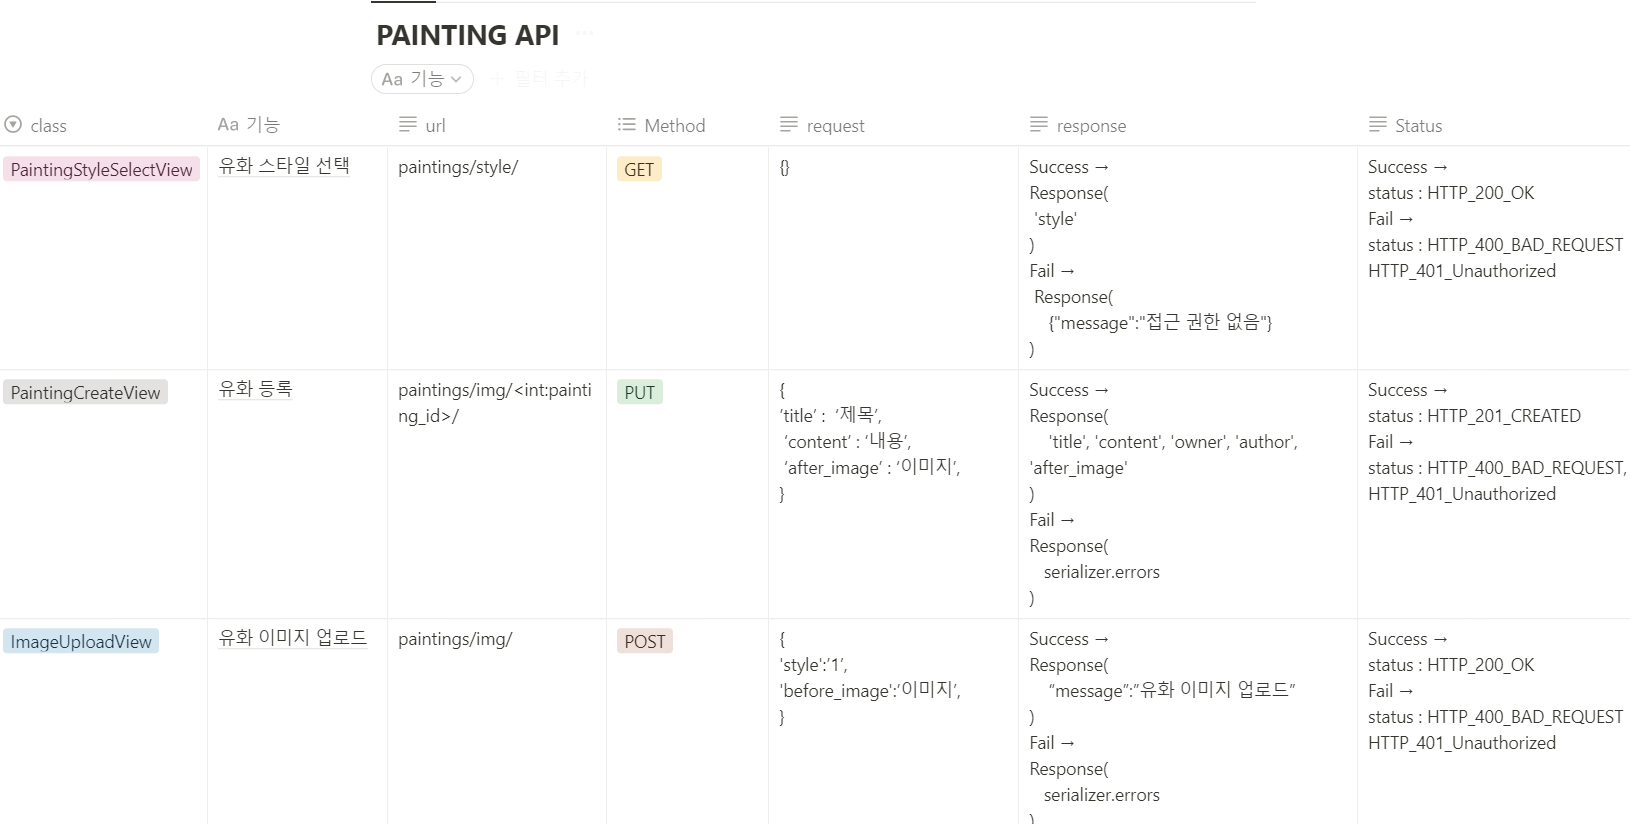 PAINTING API
Aa 기능
+ 필터 추가
class Aa 기능 url Method request response Status
PaintingStyleSelectView
유화 스타일 선택
paintings/style/
GET
{}
Success →
Response(
'style'
)
Fail →
Response(
{"message":"접근 권한 없음"}
)
Success →
status : HTTP_200_OK
Fail →
status : HTTP_400_BAD_REQUEST
HTTP_401_Unauthorized
PaintingCreateView
유화 등록
paintings/img/<int:painti
ng_id>/
PUT
{
’title’ : ‘제목’,
‘content’ : ‘내용’,
‘after_image’ : ‘이미지’,
}
Success →
Response(
'title', 'content', 'owner', 'author',
'after_image'
)
Fail →
Response(
serializer.errors
)
Success →
status : HTTP_201_CREATED
Fail →
status : HTTP_400_BAD_REQUEST,
HTTP_401_Unauthorized
ImageUploadView
유화 이미지 업로드
paintings/img/
POST
{
'style':’1’,
'before_image':’이미지’,
}
Success →
Response(
“message”:”유화 이미지 업로드”
)
Fail →
Response(
serializer.errors
)
Success →
status : HTTP_200_OK
Fail →
status : HTTP_400_BAD_REQUEST
HTTP_401_Unauthorized